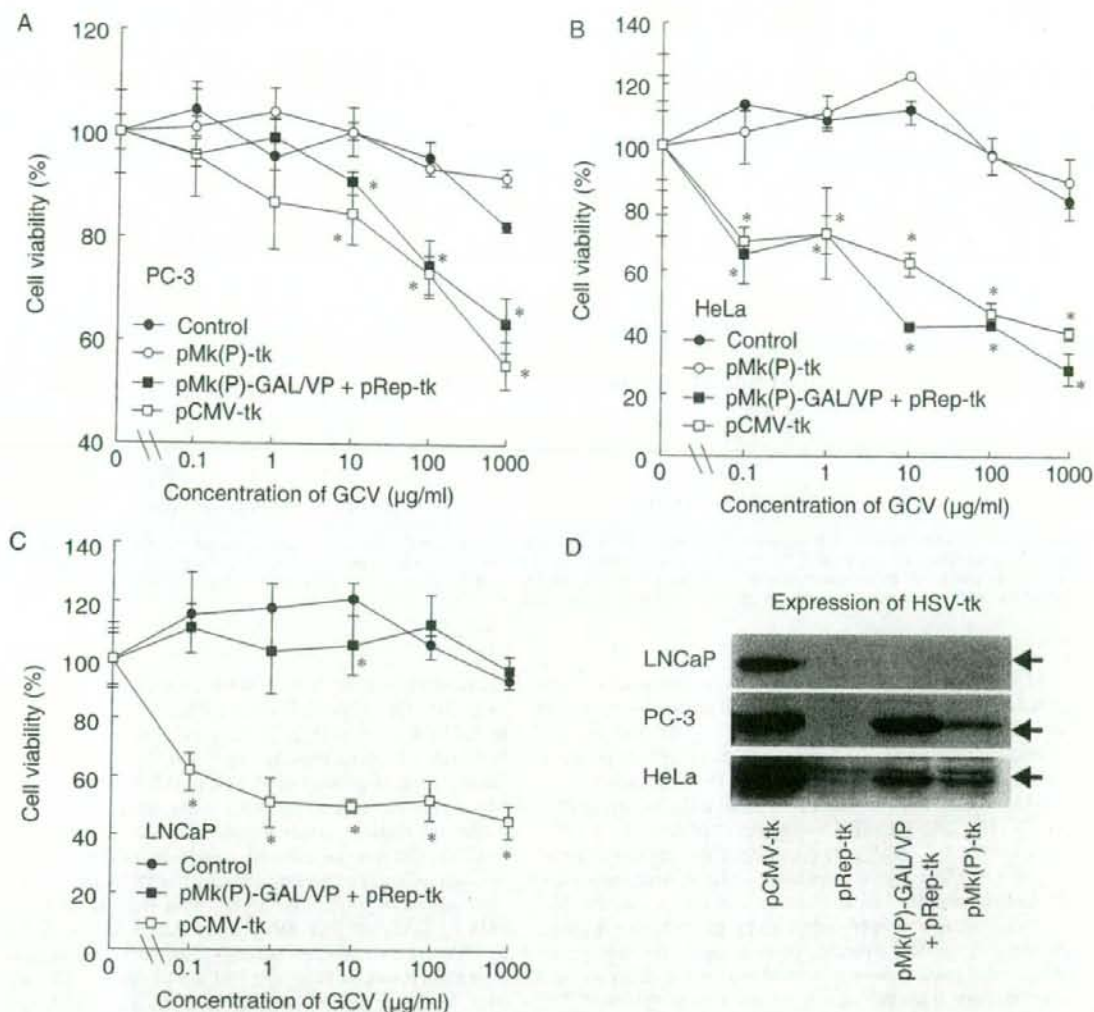 A
120
100
80
60
40
Cell viability (%)
PC-3
Control
pMk(P)-tk
pMk(P)-GAL/VP + pRep-tk
pCMV-tk
* * * * * *
0 0.1 1 10 100 1000
Concentration of GCV (µg/ml)
B
120
100
80
60
40
20
0
Cell viability (%)
HeLa
Control
pMk(P)-tk
pMk(P)-GAL/VP + pRep-tk
pCMV-tk
* * * * * * * * * *
0 0.1 1 10 100 1000
Concentration of GCV (µg/ml)
C
140
120
100
80
60
40
20
0
Cell viability (%)
LNCaP
Control
pMk(P)-GAL/VP + pRep-tk
pCMV-tk
* * * * * *
0 0.1 1 10 100 1000
Concentration of GCV (µg/ml)
D
Expression of HSV-tk
LNCaP
PC-3
HeLa
pCMV-tk
pRep-tk
pMk(P)-GAL/VP
+ pRep-tk
pMk(P)-tk